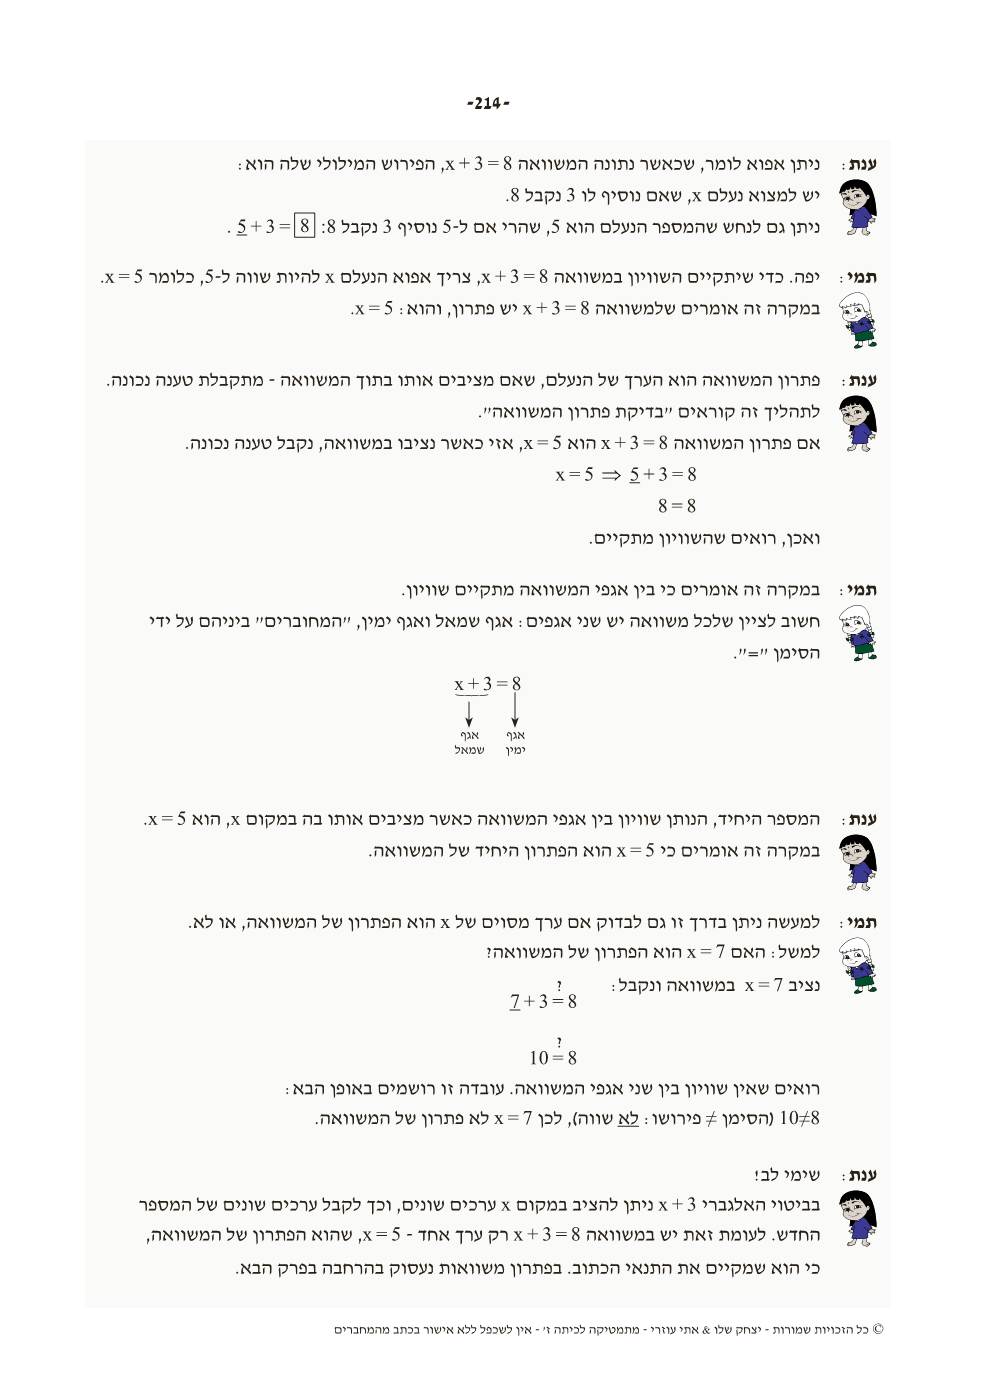 -214-
ענת: ניתן אפוא לומר, שכאשר נתונה המשוואה x + 3 = 8, הפירוש המילולי שלה הוא:
יש למצוא נעלם x, שאם נוסיף לו 3 נקבל 8.
ניתן גם לנחש שהמספר הנעלם הוא 5, שהרי אם ל-5 נוסיף 3 נקבל 8: 5 + 3 = 8 .
תמי: יפה. כדי שיתקיים השוויון במשוואה x + 3 = 8, צריך אפוא הנעלם x להיות שווה ל-5, כלומר x = 5.
במקרה זה אומרים שלמשוואה x + 3 = 8 יש פתרון, והוא: x = 5.
ענת: פתרון המשוואה הוא הערך של הנעלם, שאם מציבים אותו בתוך המשוואה - מתקבלת טענה נכונה.
לתהליך זה קוראים "בדיקת פתרון המשוואה".
אם פתרון המשוואה x + 3 = 8 הוא x = 5, אזי כאשר נציבו במשוואה, נקבל טענה נכונה.
x = 5 ⇒ 5 + 3 = 8
8 = 8
ואכן, רואים שהשוויון מתקיים.
תמי: במקרה זה אומרים כי בין אגפי המשוואה מתקיים שוויון.
חשוב לציין שלכל משוואה יש שני אגפים: אגף שמאל ואגף ימין, "המחוברים" ביניהם על ידי
הסימן "=".
x + 3 = 8
אגף אגף
ימין שמאל
ענת: המספר היחיד, הנותן שוויון בין אגפי המשוואה כאשר מציבים אותו בה במקום x, הוא x = 5.
במקרה זה אומרים כי x = 5 הוא הפתרון היחיד של המשוואה.
תמי: למעשה ניתן בדרך זו גם לבדוק אם ערך מסוים של x הוא הפתרון של המשוואה, או לא.
למשל: האם x = 7 הוא הפתרון של המשוואה?
נציב x = 7 במשוואה ונקבל:
?
7 + 3 = 8
?
10 = 8
רואים שאין שוויון בין שני אגפי המשוואה. עובדה זו רושמים באופן הבא:
10≠8 (הסימן ≠ פירושו: לא שווה), לכן x = 7 לא פתרון של המשוואה.
ענת: שימי לב!
בביטוי האלגברי x + 3 ניתן להציב במקום x ערכים שונים, וכך לקבל ערכים שונים של המספר
החדש. לעומת זאת יש במשוואה x + 3 = 8 רק ערך אחד - x = 5, שהוא הפתרון של המשוואה,
כי הוא שמקיים את התנאי הכתוב. בפתרון משוואות נעסוק בהרחבה בפרק הבא.
© כל הזכויות שמורות - יצחק שלו & אתי עוזרי - מתמטיקה לכיתה ז' - אין לשכפל ללא אישור בכתב מהמחברים